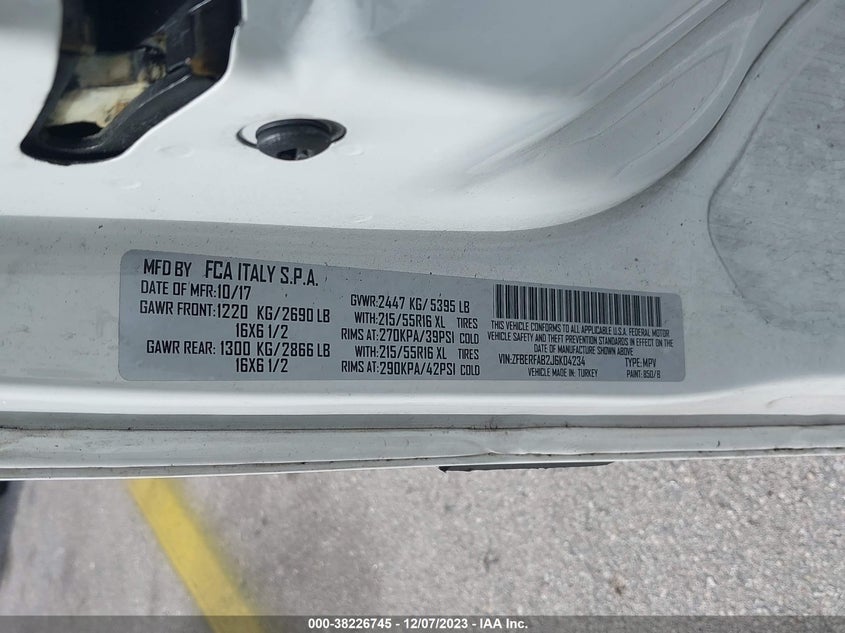 MFD BY FCA ITALY S.P.A.
DATE OF MFR:10/17 GVWR:2447 KG/5395 LB
GAWR FRONT:1220 KG/2690 LB WITH:215/55R16 XL TIRES
16X6 1/2 RIMS AT:270KPA/39PSI COLD
GAWR REAR: 1300 KG/2866 LB WITH:215/55R16 XL TIRES
16X6 1/2 RIMS AT:290KPA/42PSI COLD
THIS VEHICLE CONFORMS TO ALL APPLICABLE U.S.A. FEDERAL MOTOR
VEHICLE SAFETY AND THEFT PREVENTION STANDARDS IN EFFECT ON THE
DATE OF MANUFACTURE SHOWN ABOVE.
VIN:ZFBERFAB2J6K04234 TYPE: MPV
VEHICLE MADE IN: TURKEY PAINT: 850/B
000-38226745 - 12/07/2023 - IAA Inc.